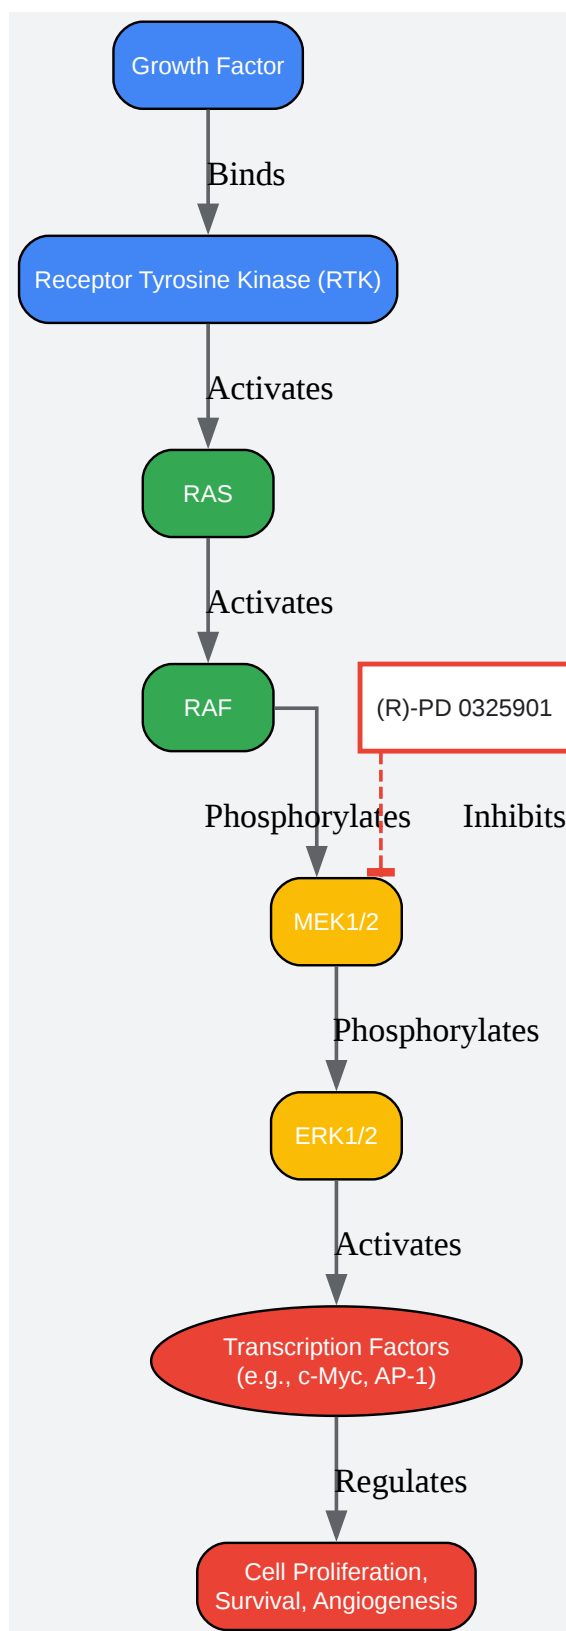 Growth Factor
Binds
Receptor Tyrosine Kinase (RTK)
Activates
RAS
Activates
RAF
(R)-PD 0325901
Phosphorylates
Inhibits
MEK1/2
Phosphorylates
ERK1/2
Activates
Transcription Factors
(e.g., c-Myc, AP-1)
Regulates
Cell Proliferation,
Survival, Angiogenesis